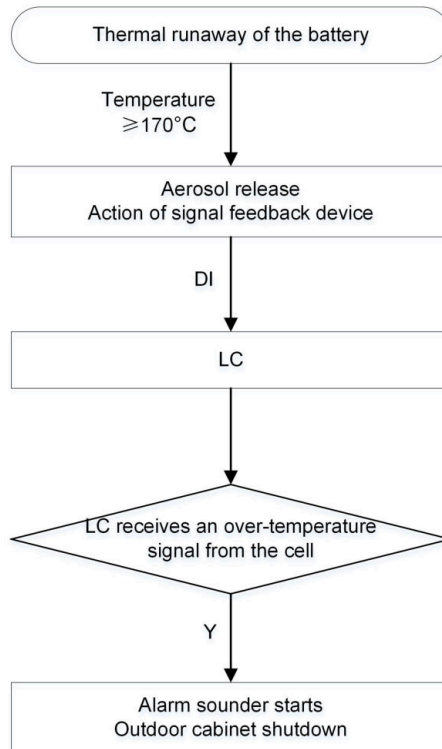 Thermal runaway of the battery
Temperature
≥170°C
Aerosol release
Action of signal feedback device
DI
LC
LC receives an over-temperature
signal from the cell
Y
Alarm sounder starts
Outdoor cabinet shutdown